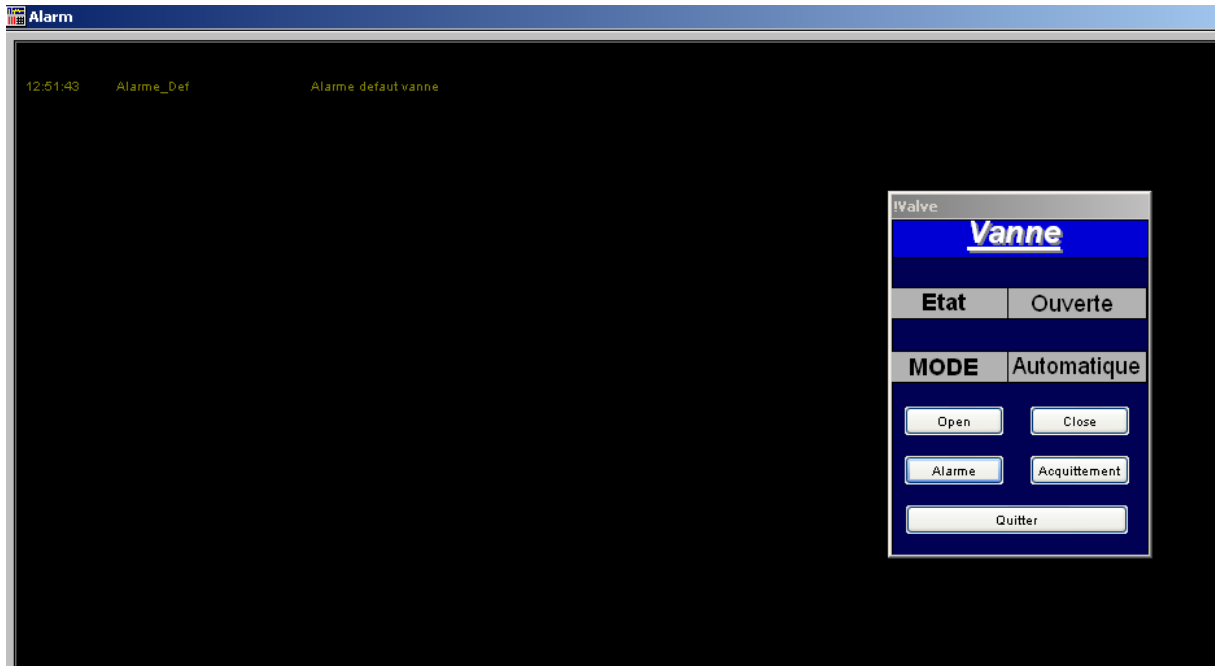 Alarm
12:51:43 Alarme_Def Alarme defaut vanne
!Valve
Vanne
Etat Ouverte
MODE Automatique
Open Close
Alarme Acquittement
Quitter